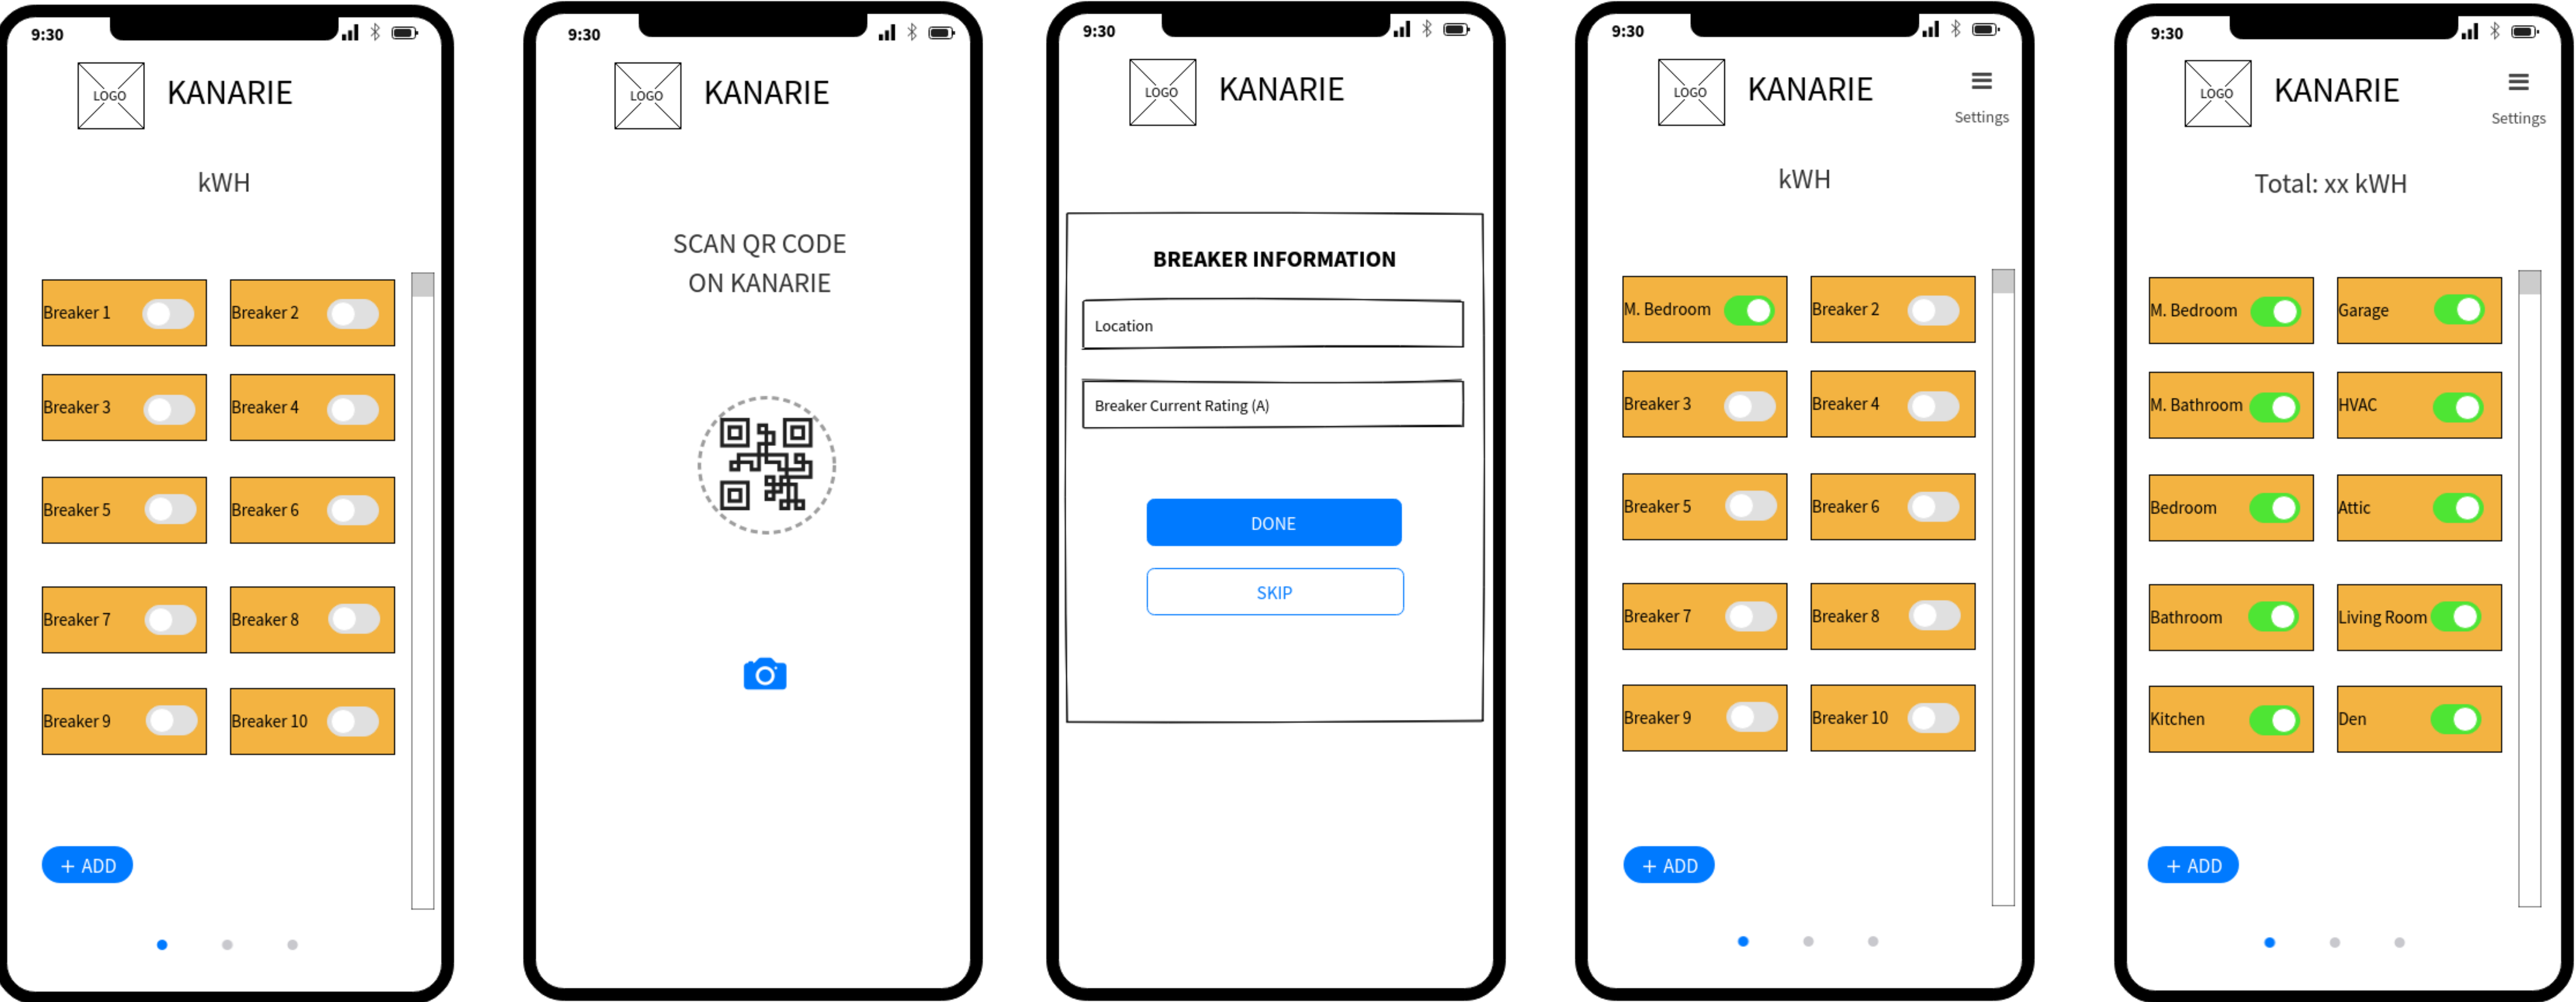 9:30
LOGO
KANARIE
kWH
Breaker 1
Breaker 2
Breaker 3
Breaker 4
Breaker 5
Breaker 6
Breaker 7
Breaker 8
Breaker 9
Breaker 10
+ ADD
9:30
LOGO
KANARIE
SCAN QR CODE
ON KANARIE
9:30
LOGO
KANARIE
BREAKER INFORMATION
Location
Breaker Current Rating (A)
DONE
SKIP
9:30
LOGO
KANARIE
Settings
kWH
M. Bedroom
Breaker 2
Breaker 3
Breaker 4
Breaker 5
Breaker 6
Breaker 7
Breaker 8
Breaker 9
Breaker 10
+ ADD
9:30
LOGO
KANARIE
Settings
Total: xx kWH
M. Bedroom
Garage
M. Bathroom
HVAC
Bedroom
Attic
Bathroom
Living Room
Kitchen
Den
+ ADD